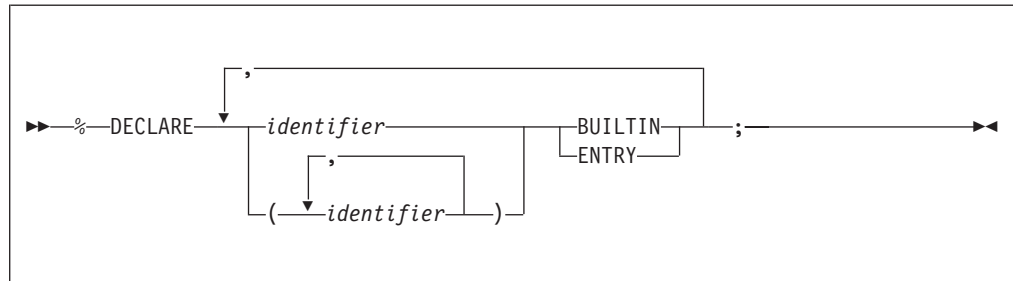 ,
% DECLARE identifier BUILTIN ;
ENTRY
,
( identifier )